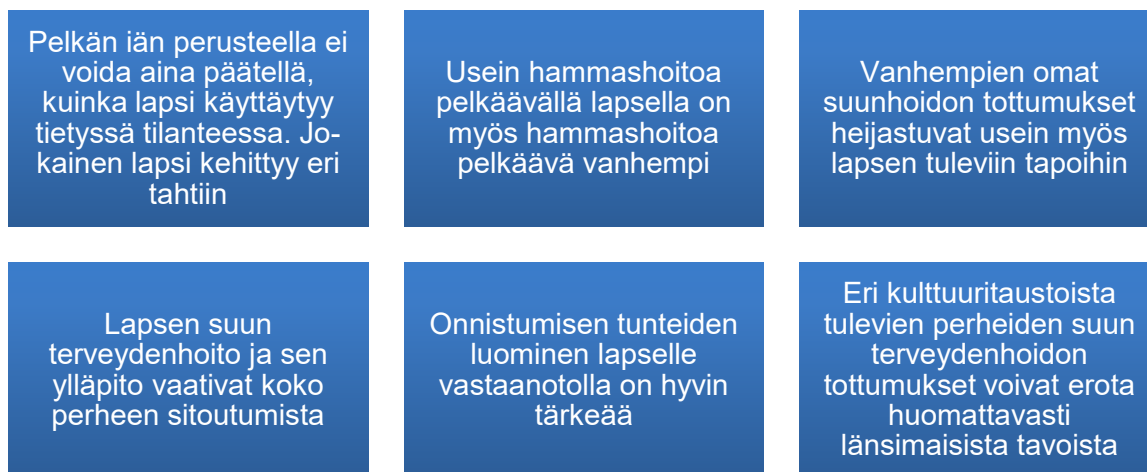 Pelkän iän perusteella ei
voida aina päätellä,
kuinka lapsi käyttäytyy
tietyssä tilanteessa. Jo-
kainen lapsi kehittyy eri
tahtiin
Usein hammashoitoa
pelkäävällä lapsella on
myös hammashoitoa
pelkäävä vanhempi
Vanhempien omat
suunhoidon tottumukset
heijastuvat usein myös
lapsen tuleviin tapoihin
Lapsen suun
terveydenhoito ja sen
ylläpito vaativat koko
perheen sitoutumista
Onnistumisen tunteiden
luominen lapselle
vastaanotolla on hyvin
tärkeää
Eri kulttuuritaustoista
tulevien perheiden suun
terveydenhoidon
tottumukset voivat erota
huomattavasti
länsimaisista tavoista